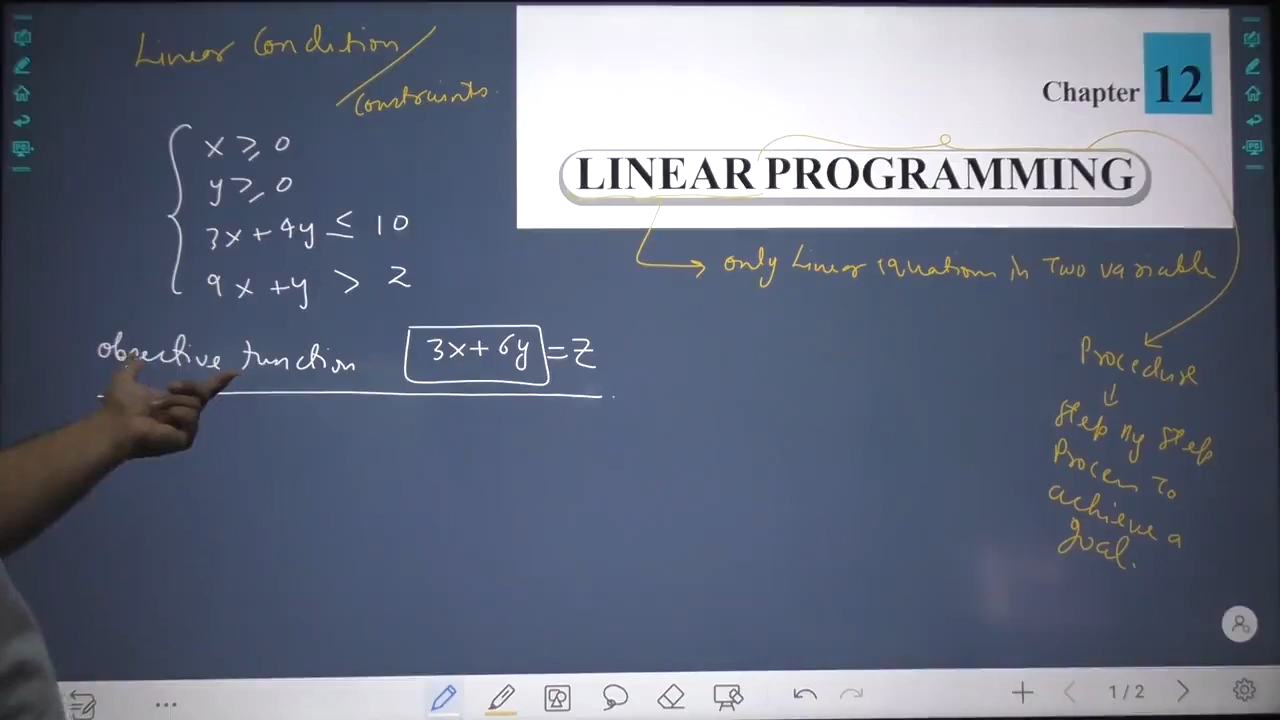 Linear Condition /
Constraints.
x ≥ 0
y ≥ 0
3x + 4y ≤ 10
9x + y > 2
objective function 3x + 6y = Z
Chapter 12
LINEAR PROGRAMMING
only Linear equation in Two variable
Procedure
Step by Step
Process To
achieve a
Goal.
1 / 2